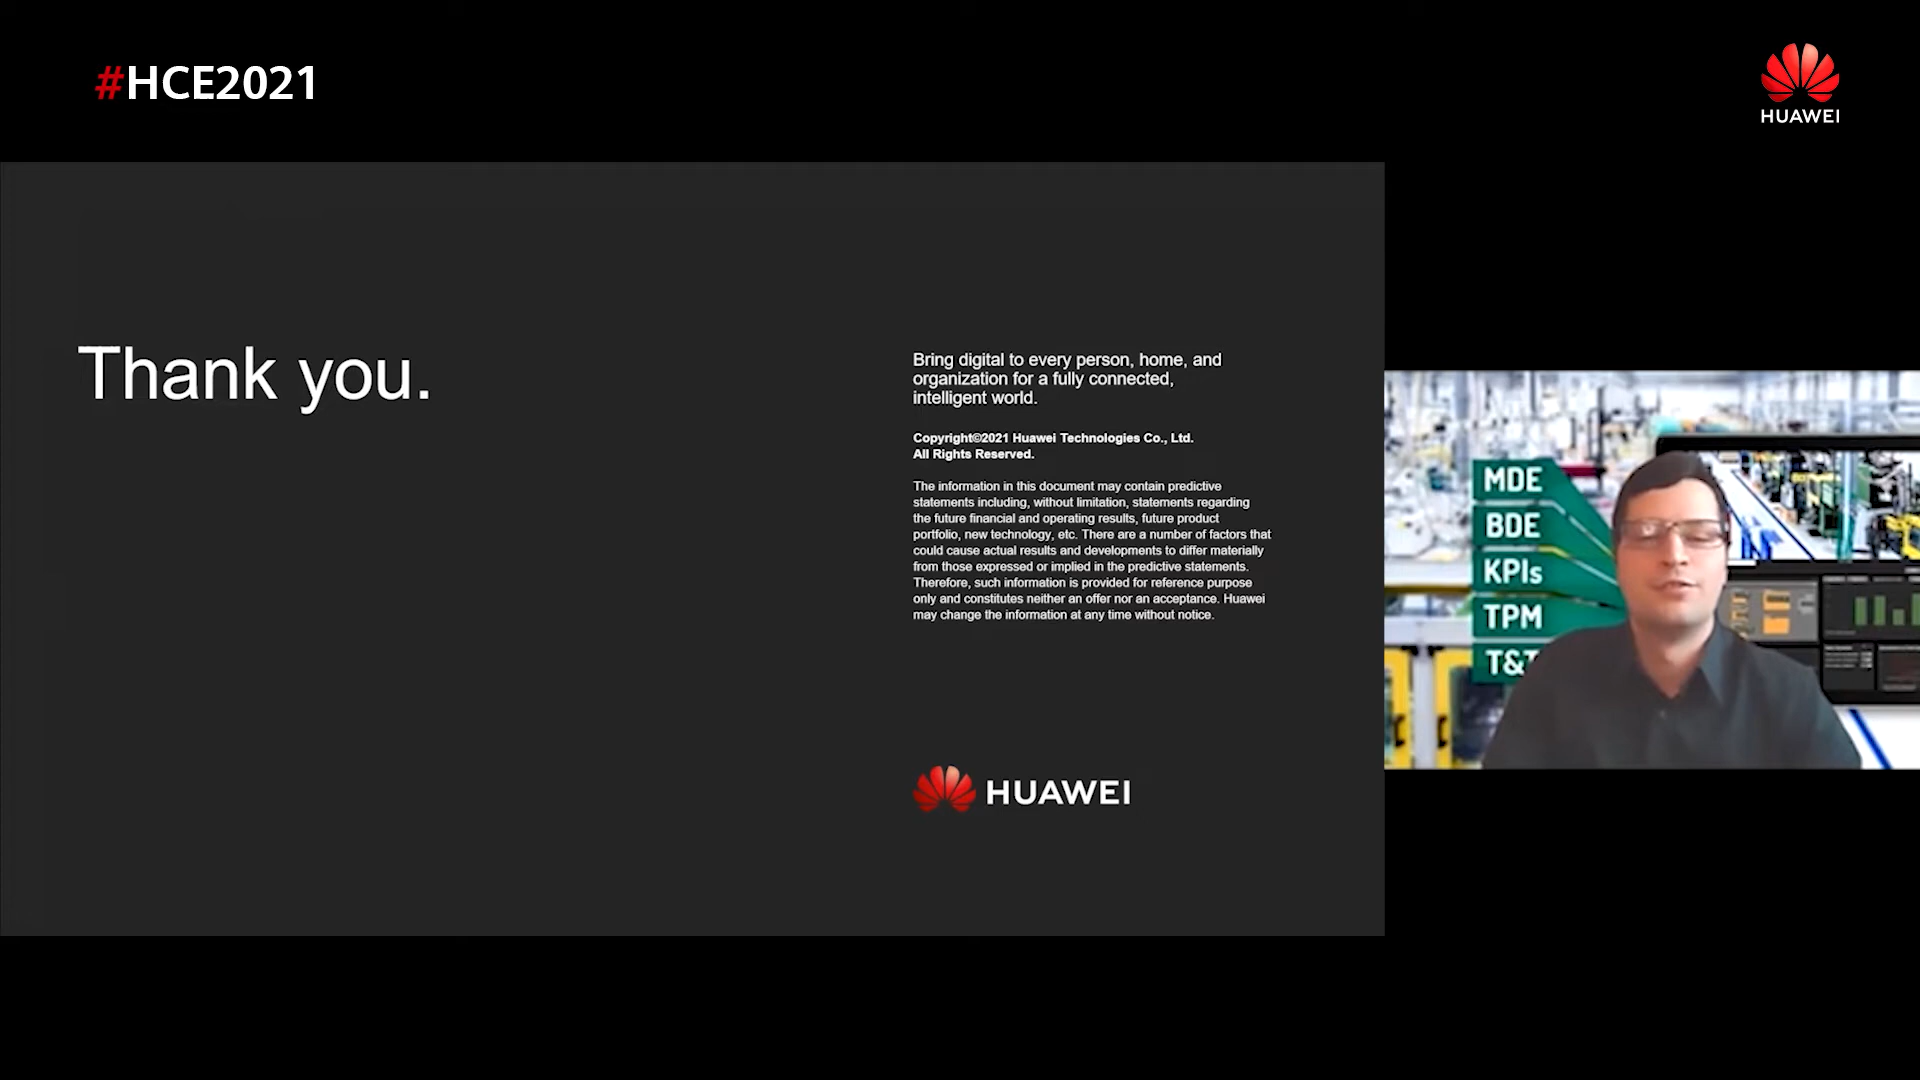 #HCE2021
HUAWEI
Thank you.
Bring digital to every person, home, and
organization for a fully connected,
intelligent world.
Copyright©2021 Huawei Technologies Co., Ltd.
All Rights Reserved.
The information in this document may contain predictive
statements including, without limitation, statements regarding
the future financial and operating results, future product
portfolio, new technology, etc. There are a number of factors that
could cause actual results and developments to differ materially
from those expressed or implied in the predictive statements.
Therefore, such information is provided for reference purpose
only and constitutes neither an offer nor an acceptance. Huawei
may change the information at any time without notice.
HUAWEI
MDE
BDE
KPIs
TPM
T&T